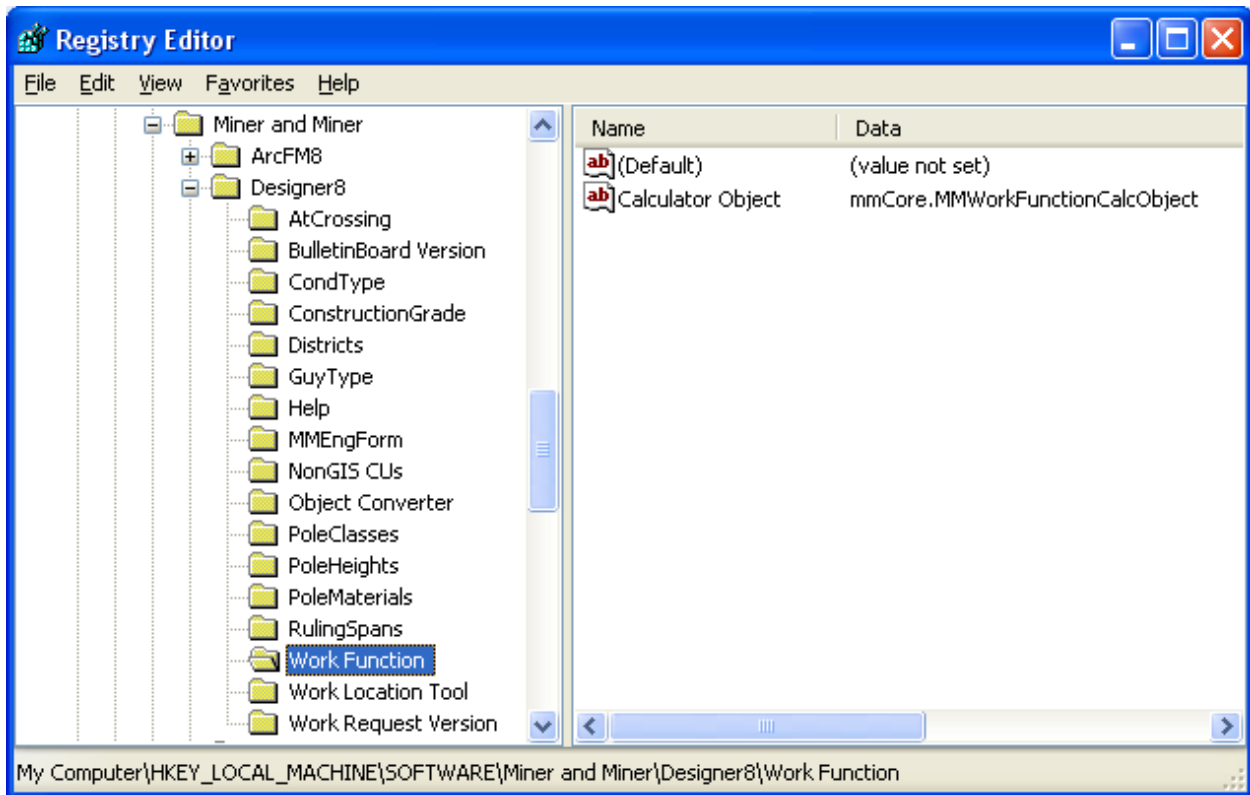 Registry Editor
File Edit View Favorites Help
Miner and Miner
ArcFM8
Designer8
AtCrossing
BulletinBoard Version
CondType
ConstructionGrade
Districts
GuyType
Help
MMEngForm
NonGIS CUs
Object Converter
PoleClasses
PoleHeights
PoleMaterials
RulingSpans
Work Function
Work Location Tool
Work Request Version
Name Data
ab (Default) (value not set)
ab Calculator Object mmCore.MMWorkFunctionCalcObject
My Computer\HKEY_LOCAL_MACHINE\SOFTWARE\Miner and Miner\Designer8\Work Function